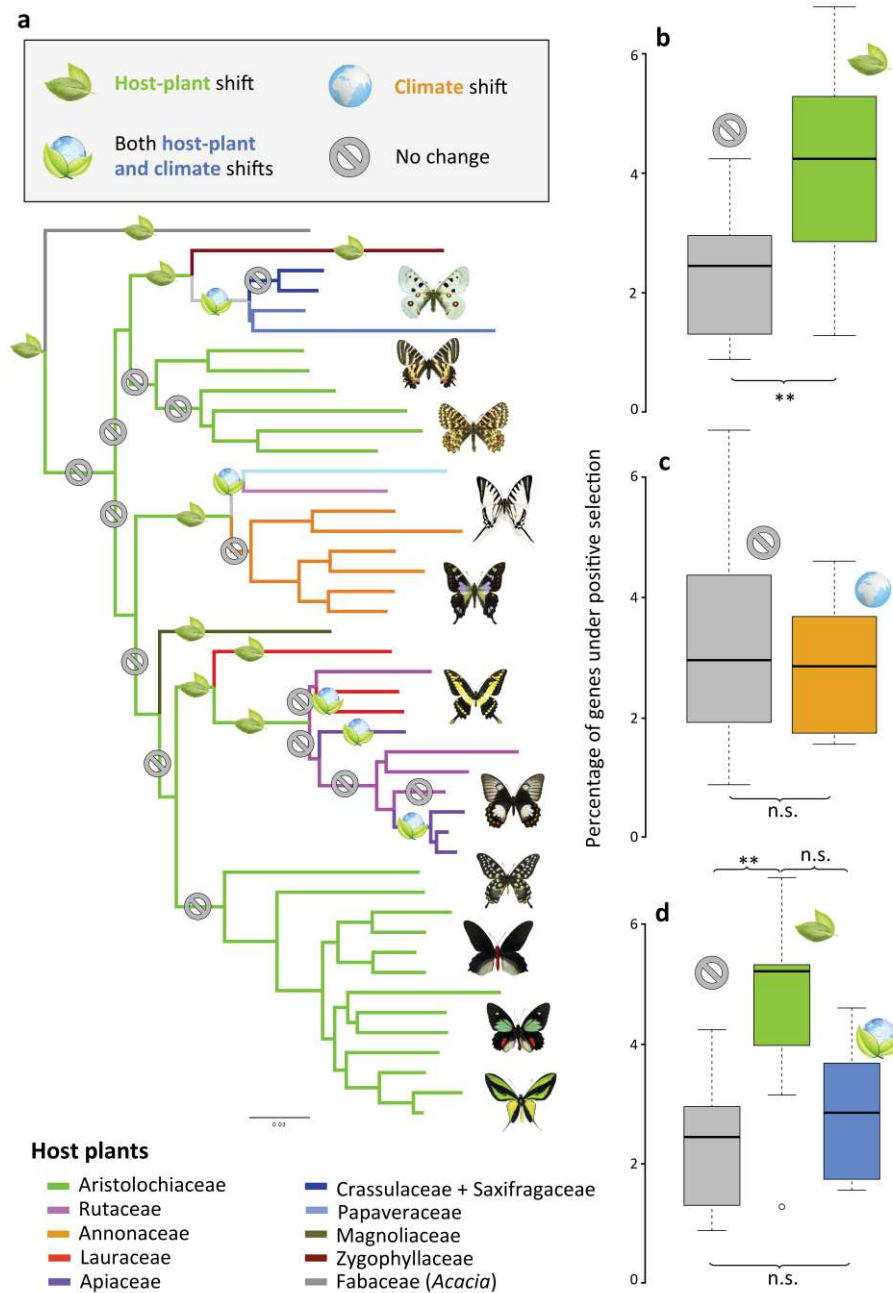 a
Host-plant shift
Climate shift
Both host-plant
and climate shifts
No change
0.03
Host plants
Aristolochiaceae
Rutaceae
Annonaceae
Lauraceae
Apiaceae
Crassulaceae + Saxifragaceae
Papaveraceae
Magnoliaceae
Zygophyllaceae
Fabaceae (Acacia)
Percentage of genes under positive selection
b
6
4
2
0
**
c
6
4
2
0
n.s.
d
** n.s.
6
4
2
0
n.s.